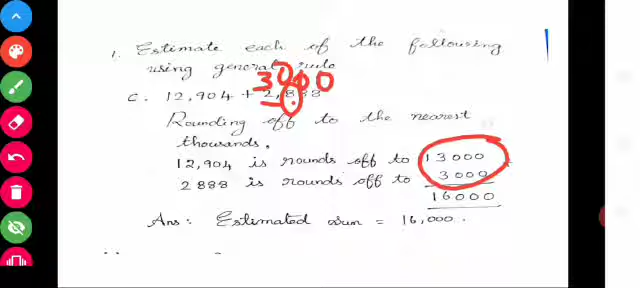 1. Estimate each of the following
using general rule
3000
c. 12,904 + 2,888
Rounding off to the nearest
thousands.
12,904 is rounds off to 13000
2888 is rounds off to 3000
16000
Ans: Estimated sum = 16,000.